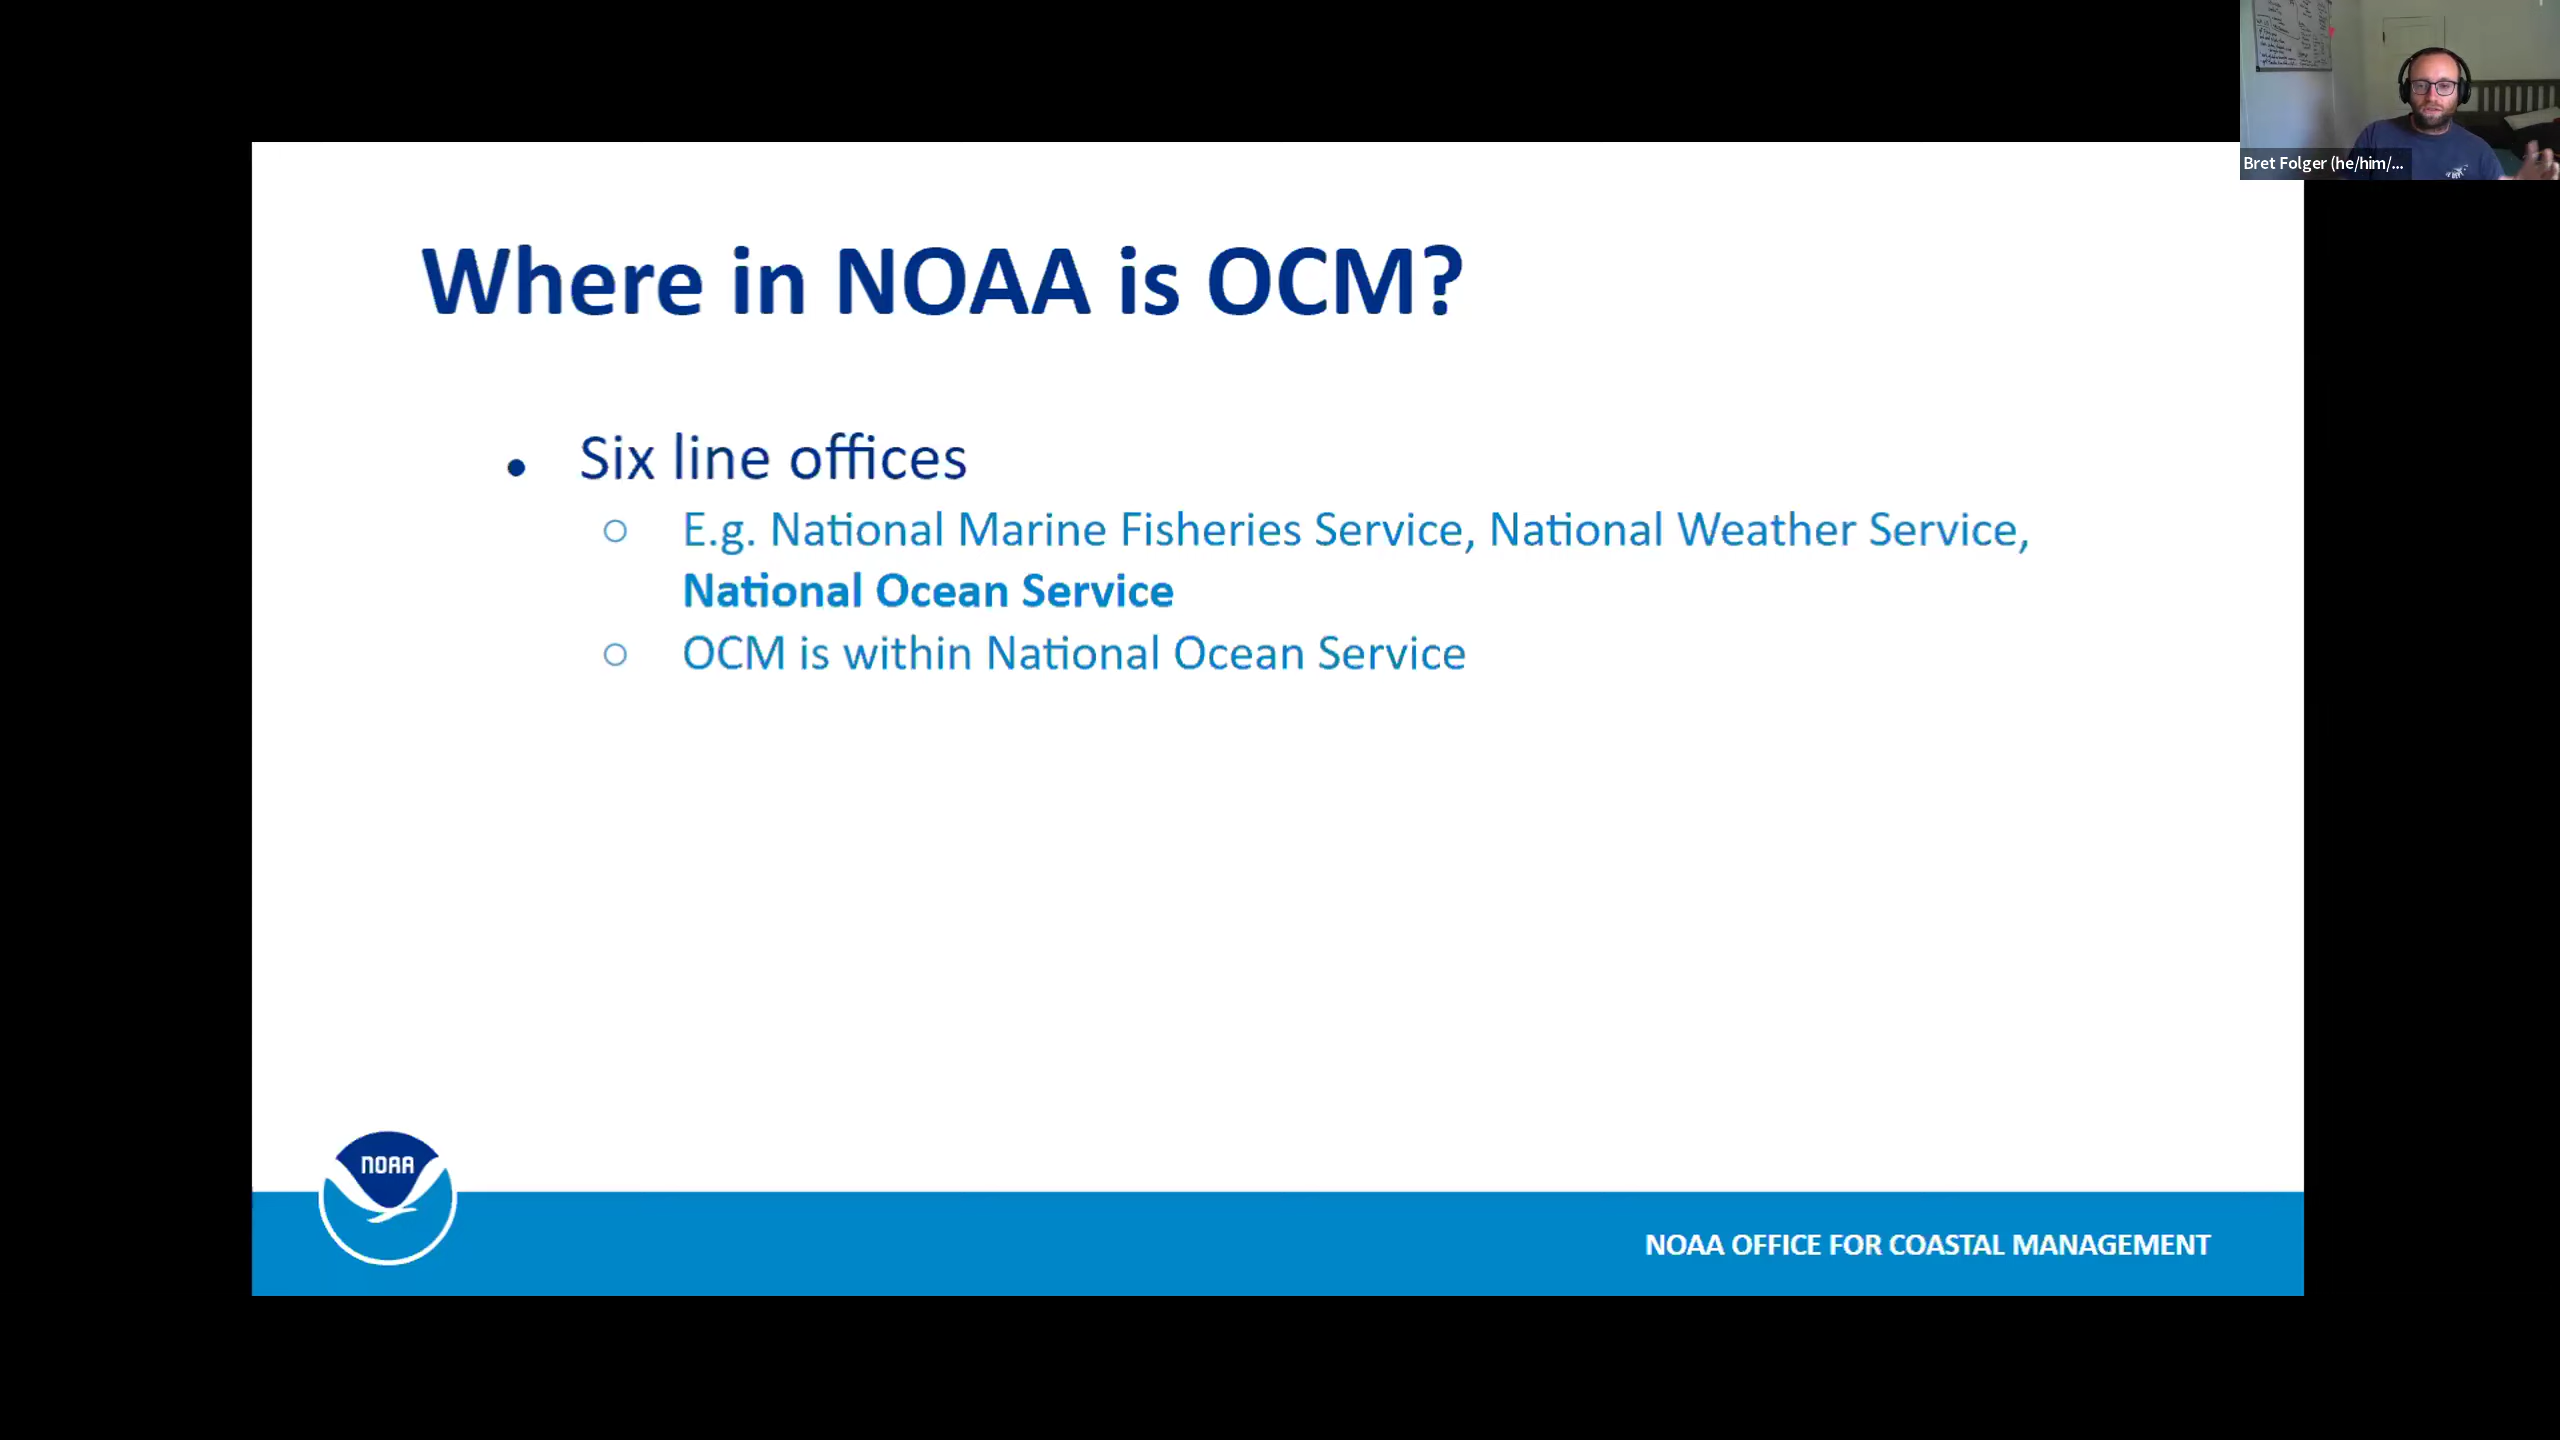 Bret Folger (he/him/...
Where in NOAA is OCM?
• Six line offices
○ E.g. National Marine Fisheries Service, National Weather Service,
National Ocean Service
○ OCM is within National Ocean Service
NOAA
NOAA OFFICE FOR COASTAL MANAGEMENT